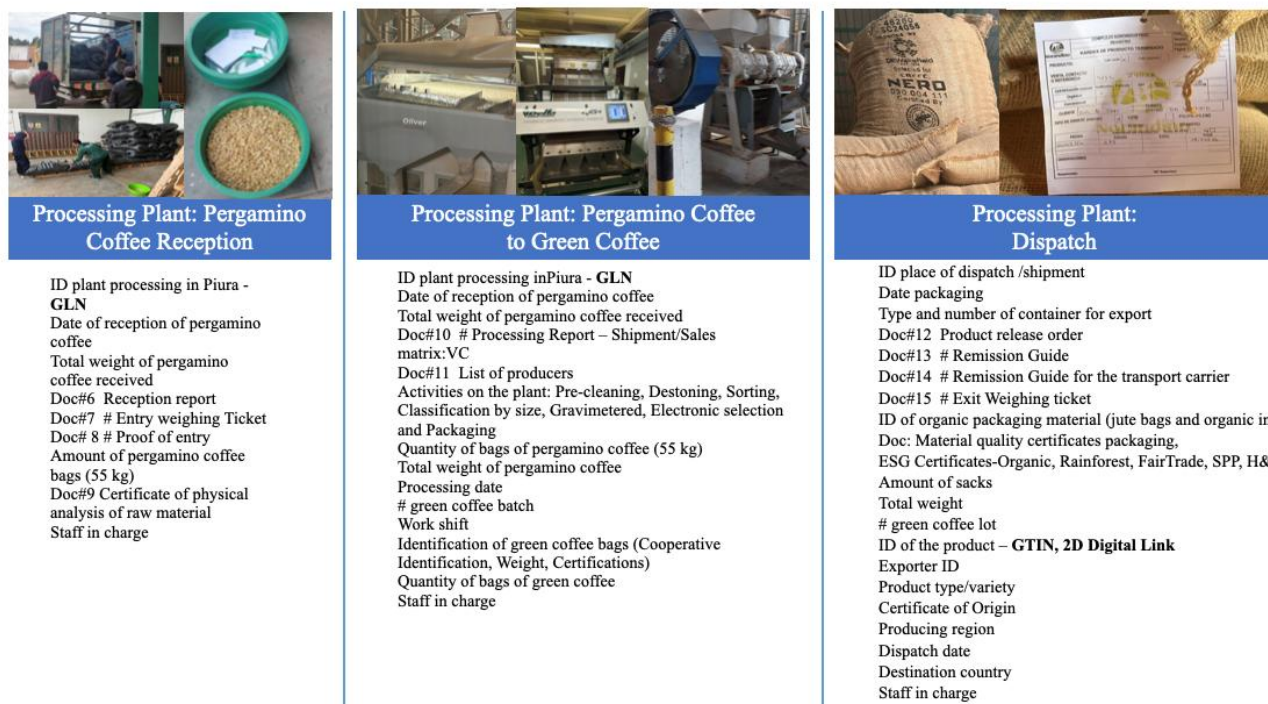 Oliver
NERO
030 004 111
Certified By
KARDEX DE PRODUCTO TERMINADO
Processing Plant: Pergamino
Coffee Reception
ID plant processing in Piura -
GLN
Date of reception of pergamino
coffee
Total weight of pergamino
coffee received
Doc#6  Reception report
Doc#7  # Entry weighing Ticket
Doc# 8 # Proof of entry
Amount of pergamino coffee
bags (55 kg)
Doc#9 Certificate of physical
analysis of raw material
Staff in charge
Processing Plant: Pergamino Coffee
to Green Coffee
ID plant processing inPiura - GLN
Date of reception of pergamino coffee
Total weight of pergamino coffee received
Doc#10  # Processing Report – Shipment/Sales
matrix:VC
Doc#11  List of producers
Activities on the plant: Pre-cleaning, Destoning, Sorting,
Classification by size, Gravimetered, Electronic selection
and Packaging
Quantity of bags of pergamino coffee (55 kg)
Total weight of pergamino coffee
Processing date
# green coffee batch
Work shift
Identification of green coffee bags (Cooperative
Identification, Weight, Certifications)
Quantity of bags of green coffee
Staff in charge
Processing Plant:
Dispatch
ID place of dispatch /shipment
Date packaging
Type and number of container for export
Doc#12  Product release order
Doc#13  # Remission Guide
Doc#14  # Remission Guide for the transport carrier
Doc#15  # Exit Weighing ticket
ID of organic packaging material (jute bags and organic in
Doc: Material quality certificates packaging,
ESG Certificates-Organic, Rainforest, FairTrade, SPP, H&
Amount of sacks
Total weight
# green coffee lot
ID of the product – GTIN, 2D Digital Link
Exporter ID
Product type/variety
Certificate of Origin
Producing region
Dispatch date
Destination country
Staff in charge